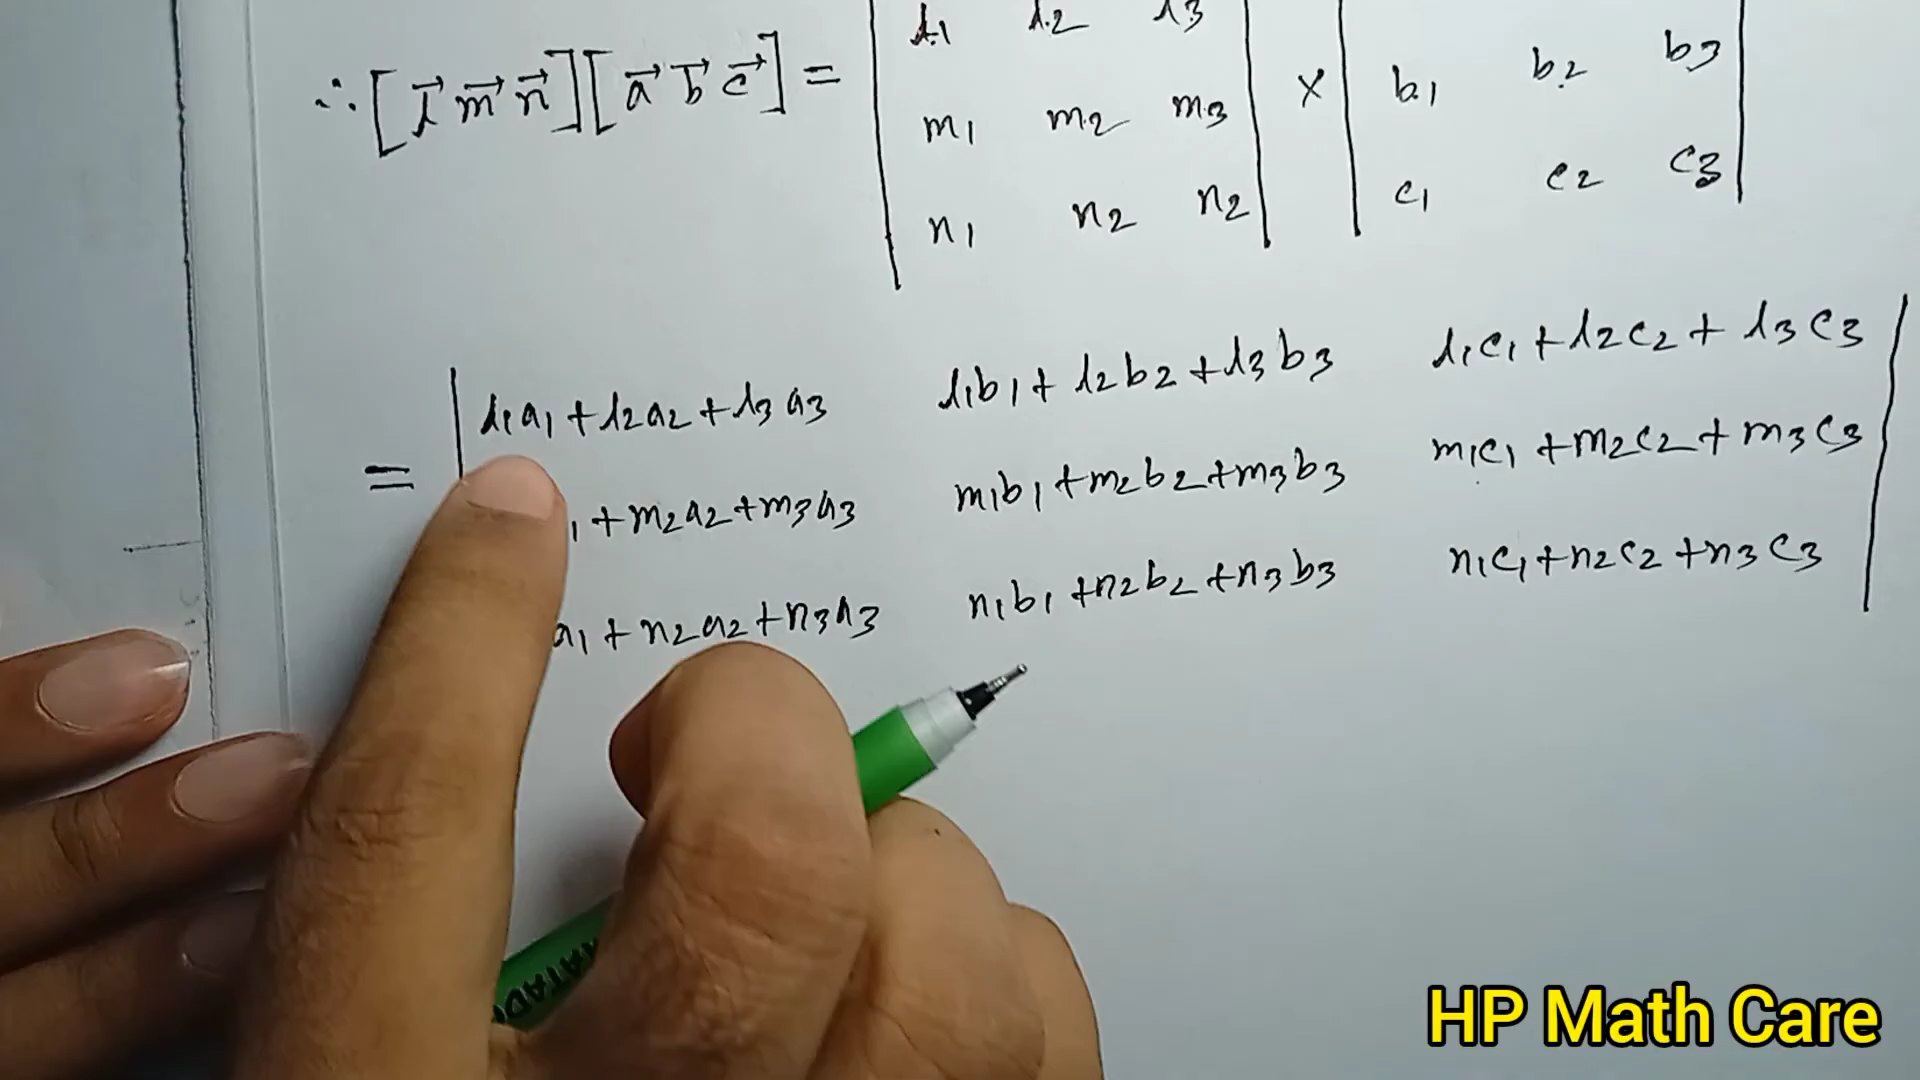 ∴ [l⃗ m⃗ n⃗][a⃗ b⃗ c⃗] = | l1 l2 l3 | × |
m1 m2 m3 b1 b2 b3
n1 n2 n2 c1 c2 c3
= | l1a1 + l2a2 + l3a3 l1b1 + l2b2 + l3b3 l1c1 + l2c2 + l3c3 |
1 + m2a2 + m3a3 m1b1 + m2b2 + m3b3 m1c1 + m2c2 + m3c3
a1 + n2a2 + n3a3 n1b1 + n2b2 + n3b3 n1c1 + n2c2 + n3c3
HP Math Care